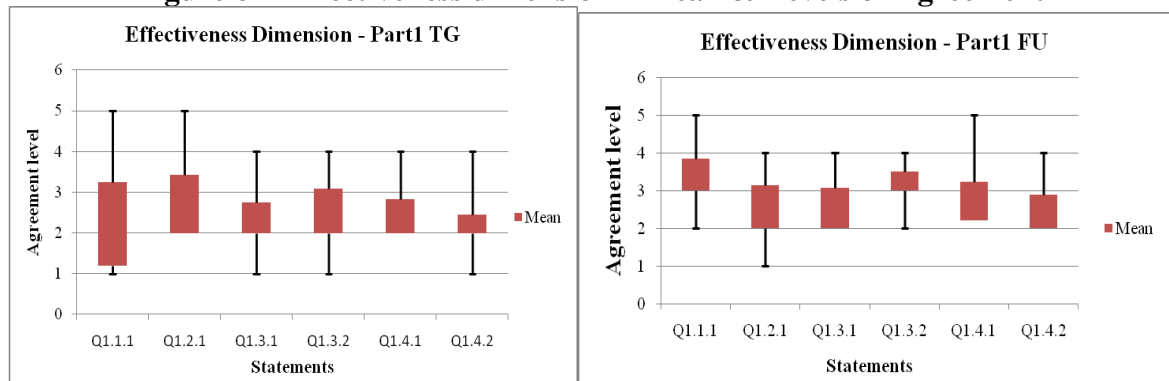 Effectiveness Dimension - Part1 TG
6
5
4
3
2
1
0
Agreement level
Q1.1.1 Q1.2.1 Q1.3.1 Q1.3.2 Q1.4.1 Q1.4.2
Statements
Mean
Effectiveness Dimension - Part1 FU
6
5
4
3
2
1
0
Agreement level
Q1.1.1 Q1.2.1 Q1.3.1 Q1.3.2 Q1.4.1 Q1.4.2
Statements
Mean